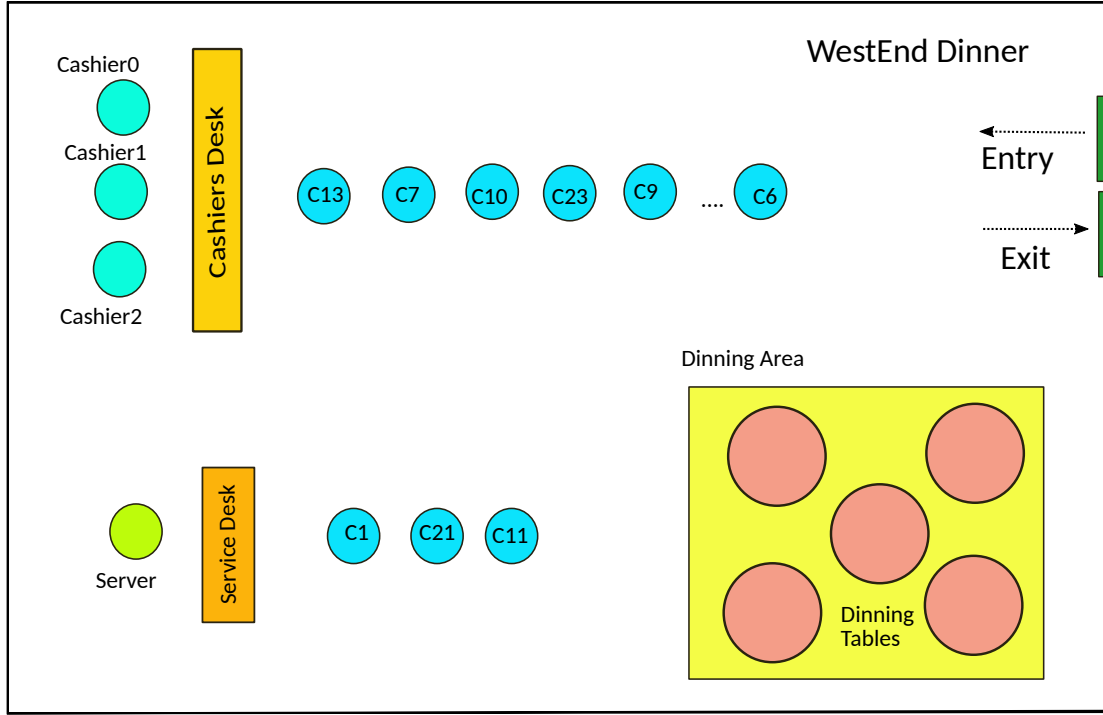 WestEnd Dinner
Cashier0
Cashier1
Cashier2
Cashiers Desk
C13
C7
C10
C23
C9
....
C6
Entry
Exit
Dinning Area
Server
Service Desk
C1
C21
C11
Dinning
Tables